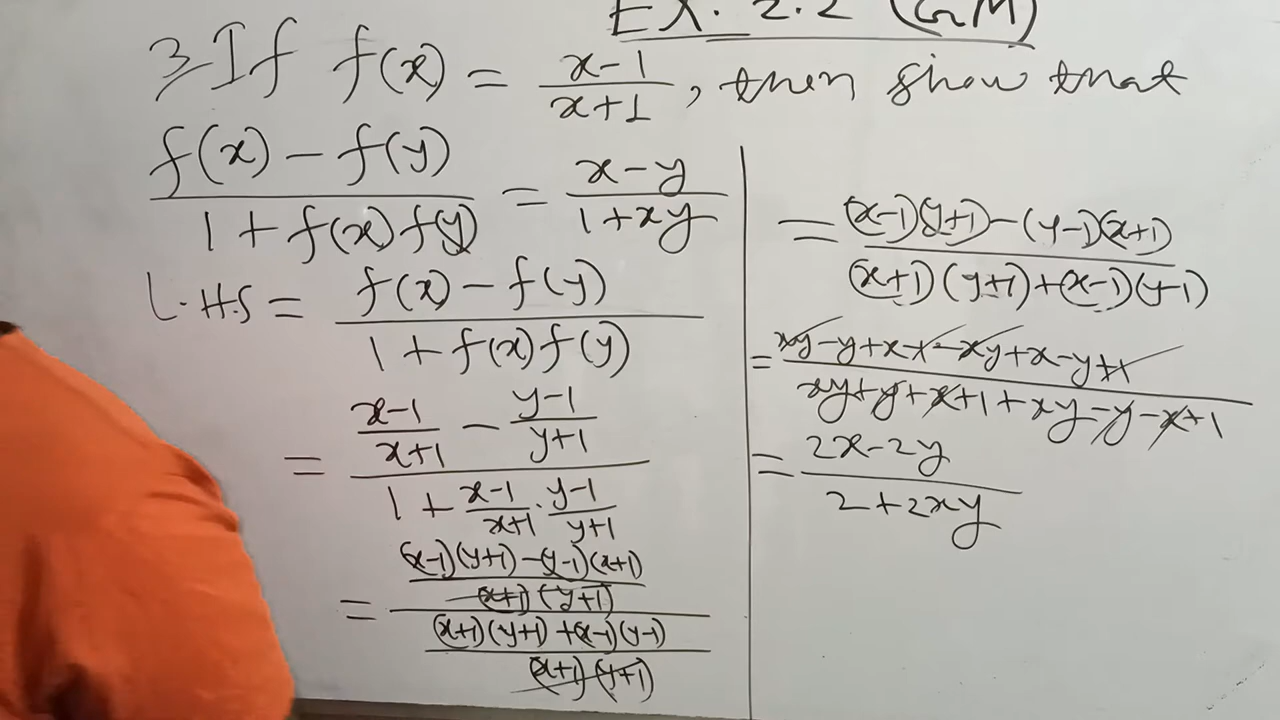 EX. 2.2 (GM)
3. If f(x) = (x-1)/(x+1), then show that
(f(x) - f(y))/(1 + f(x) f(y)) = (x-y)/(1+xy)
L.H.S = (f(x) - f(y))/(1 + f(x) f(y))
= ((x-1)/(x+1) - (y-1)/(y+1))/(1 + (x-1)/(x+1) · (y-1)/(y+1))
= (((x-1)(y+1) - (y-1)(x+1))/((x+1)(y+1)))/(((x+1)(y+1) + (x-1)(y-1))/((x+1)(y+1)))
= ((x-1)(y+1) - (y-1)(x+1))/((x+1)(y+1) + (x-1)(y-1))
= (xy - y + x - 1 - xy + x - y + 1)/(xy + y + x + 1 + xy - y - x + 1)
= (2x - 2y)/(2 + 2xy)